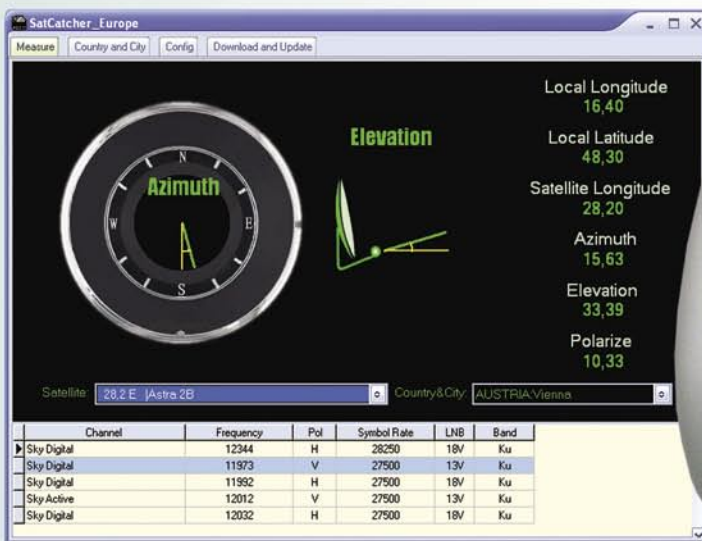 SatCatcher_Europe
Measure Country and City Config Download and Update
Local Longitude
16,40
Local Latitude
48,30
Satellite Longitude
28,20
Azimuth
15,63
Elevation
33,39
Polarize
10,33
Elevation
N
Azimuth
W E
S
Satellite: 28,2 E |Astra 2B Country&City: AUSTRIA:Vienna
Channel Frequency Pol Symbol Rate LNB Band
Sky Digital 12344 H 28250 18V Ku
Sky Digital 11973 V 27500 13V Ku
Sky Digital 11992 H 27500 18V Ku
Sky Active 12012 V 27500 13V Ku
Sky Digital 12032 H 27500 18V Ku